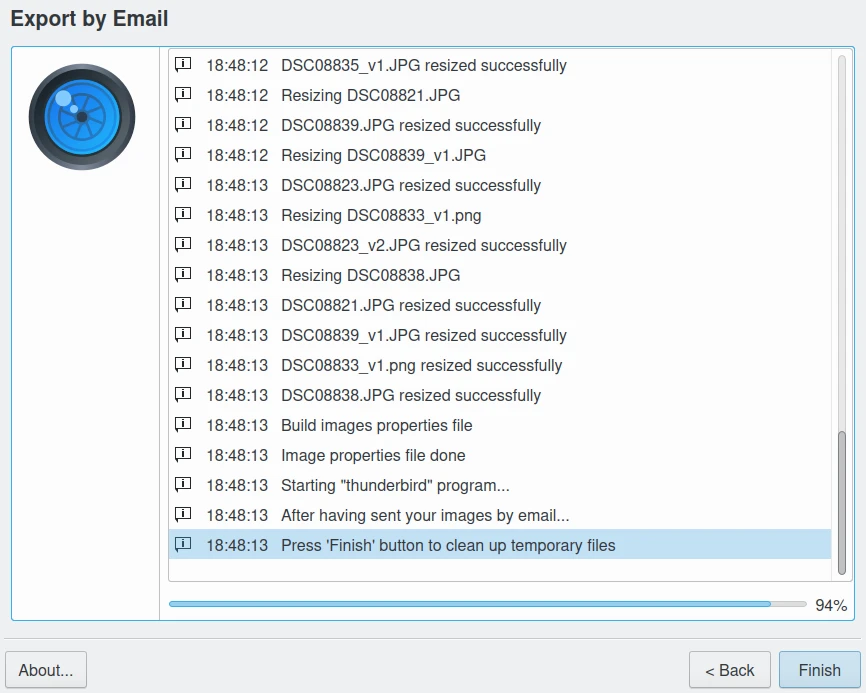 Export by Email
18:48:12 DSC08835_v1.JPG resized successfully
18:48:12 Resizing DSC08821.JPG
18:48:12 DSC08839.JPG resized successfully
18:48:12 Resizing DSC08839_v1.JPG
18:48:13 DSC08823.JPG resized successfully
18:48:13 Resizing DSC08833_v1.png
18:48:13 DSC08823_v2.JPG resized successfully
18:48:13 Resizing DSC08838.JPG
18:48:13 DSC08821.JPG resized successfully
18:48:13 DSC08839_v1.JPG resized successfully
18:48:13 DSC08833_v1.png resized successfully
18:48:13 DSC08838.JPG resized successfully
18:48:13 Build images properties file
18:48:13 Image properties file done
18:48:13 Starting "thunderbird" program...
18:48:13 After having sent your images by email...
18:48:13 Press 'Finish' button to clean up temporary files
94%
About... < Back Finish